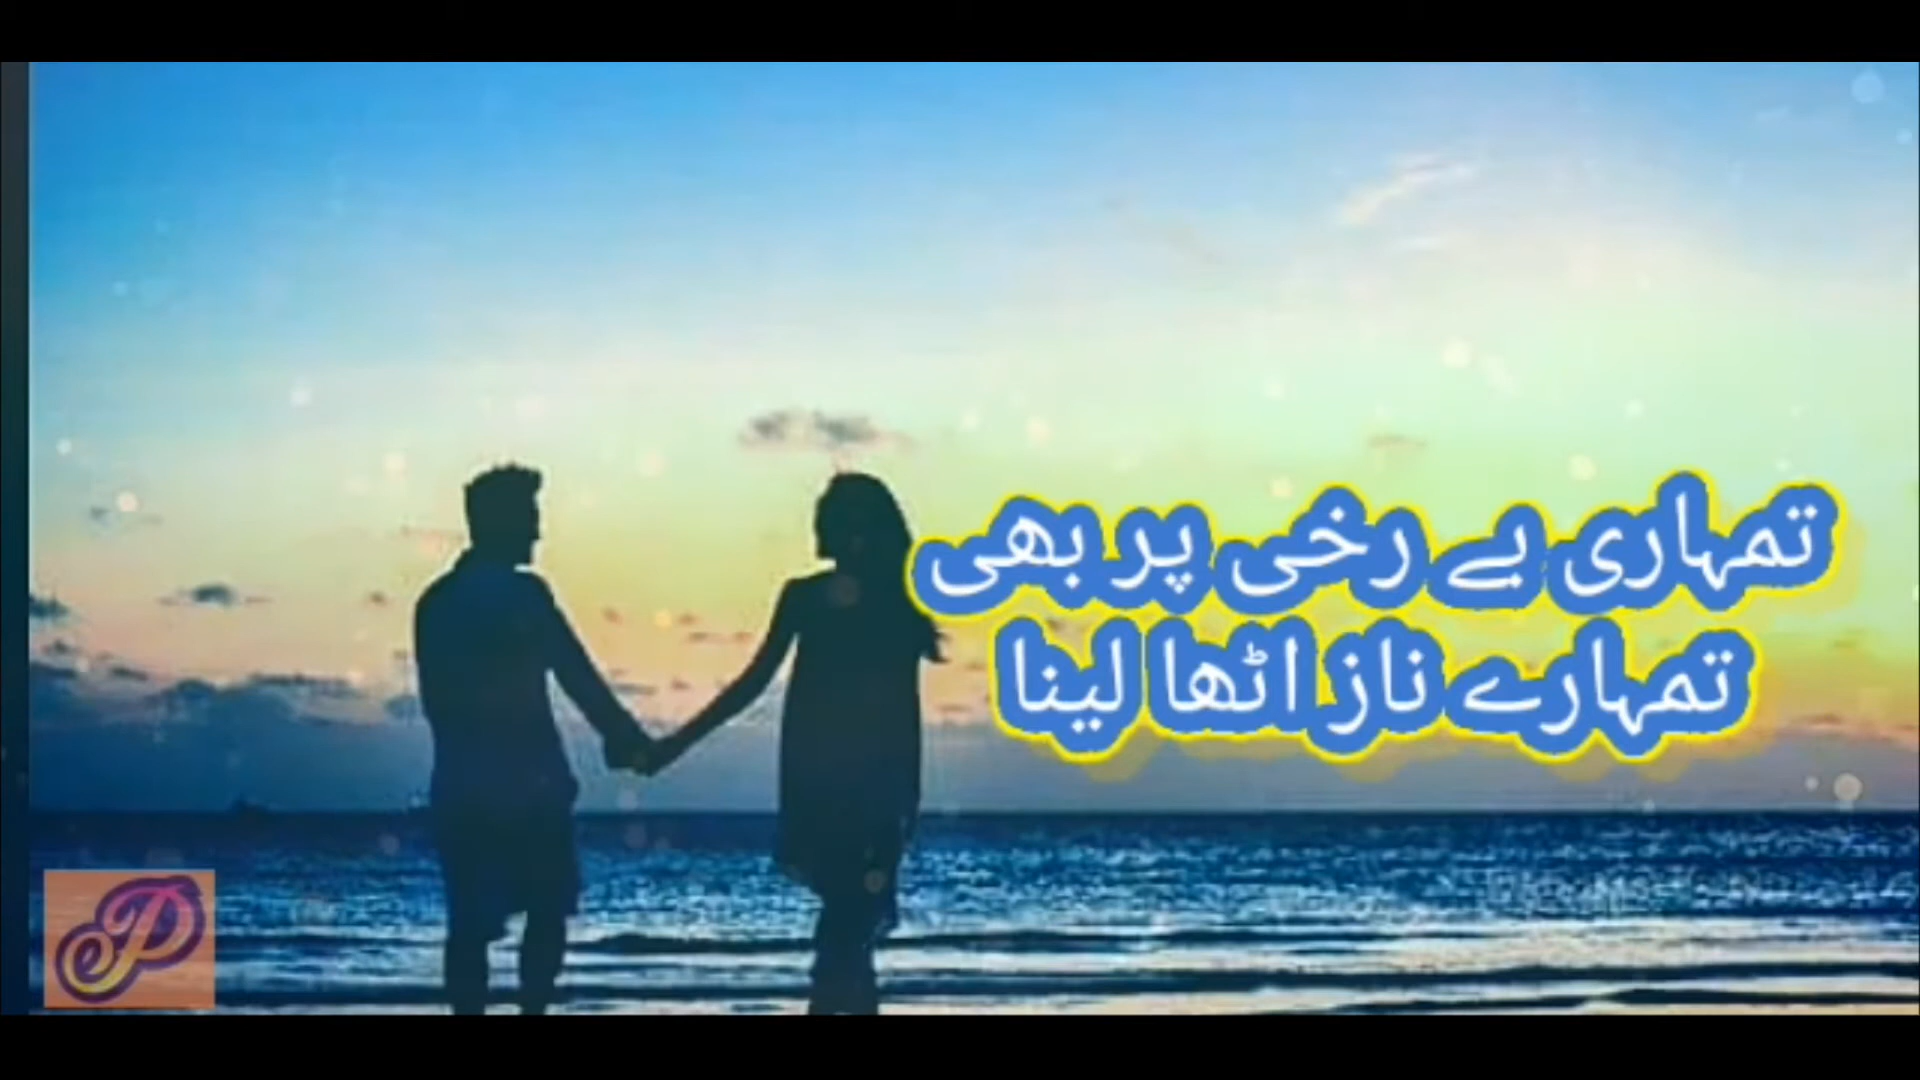 تمہاری بے رخی پر بھی
تمہارے ناز اٹھا لینا
P